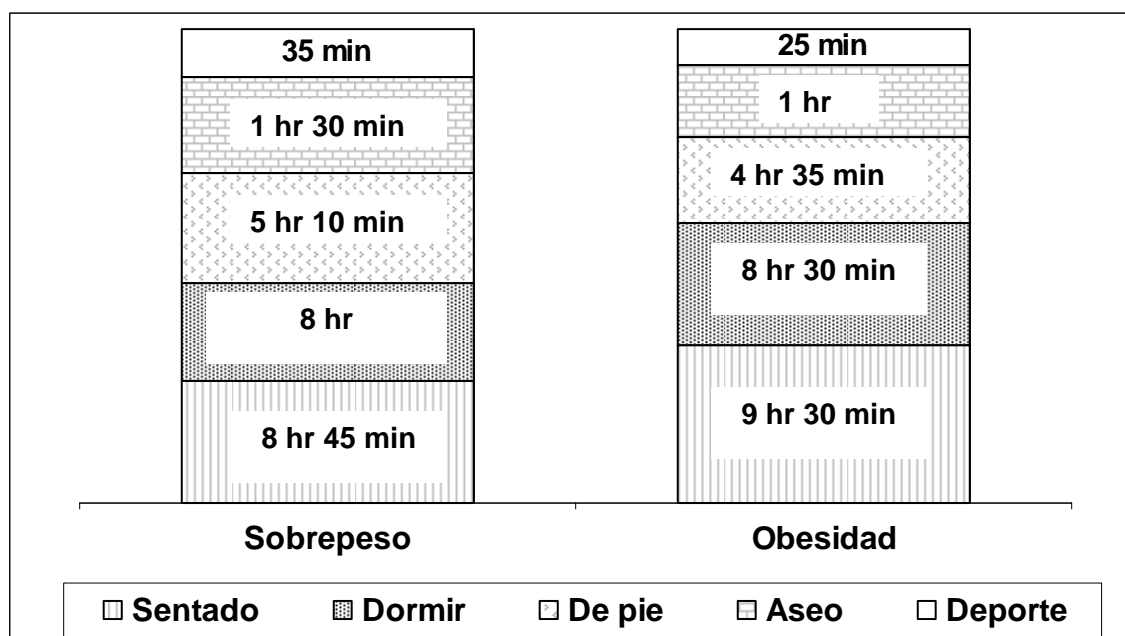 35 min
25 min
1 hr 30 min
1 hr
5 hr 10 min
4 hr 35 min
8 hr
8 hr 30 min
8 hr 45 min
9 hr 30 min
Sobrepeso
Obesidad
Sentado Dormir De pie Aseo Deporte